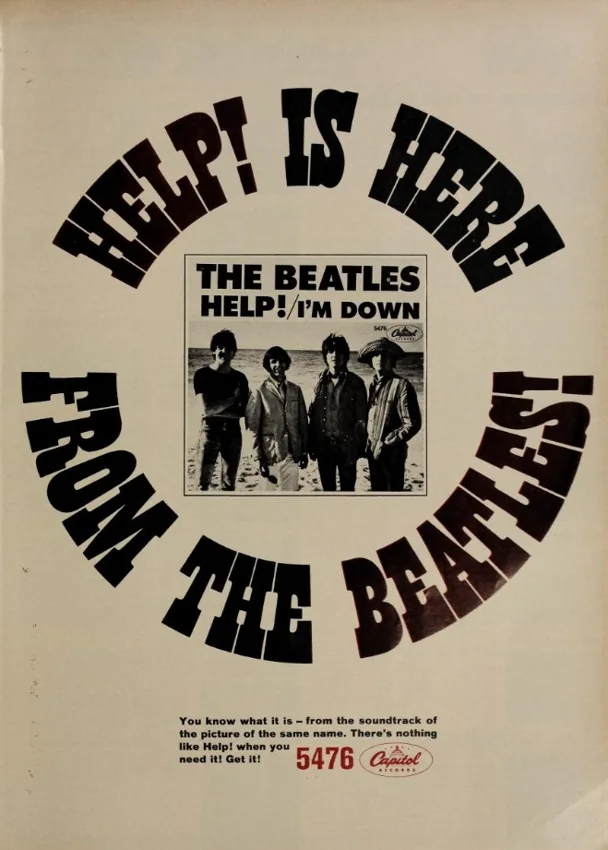 HELP! IS HERE
FROM THE BEATLES!
THE BEATLES
HELP!/I'M DOWN
5476 Capitol
RECORDS
You know what it is – from the soundtrack of
the picture of the same name. There's nothing
like Help! when you
need it! Get it!
5476 Capitol
RECORDS